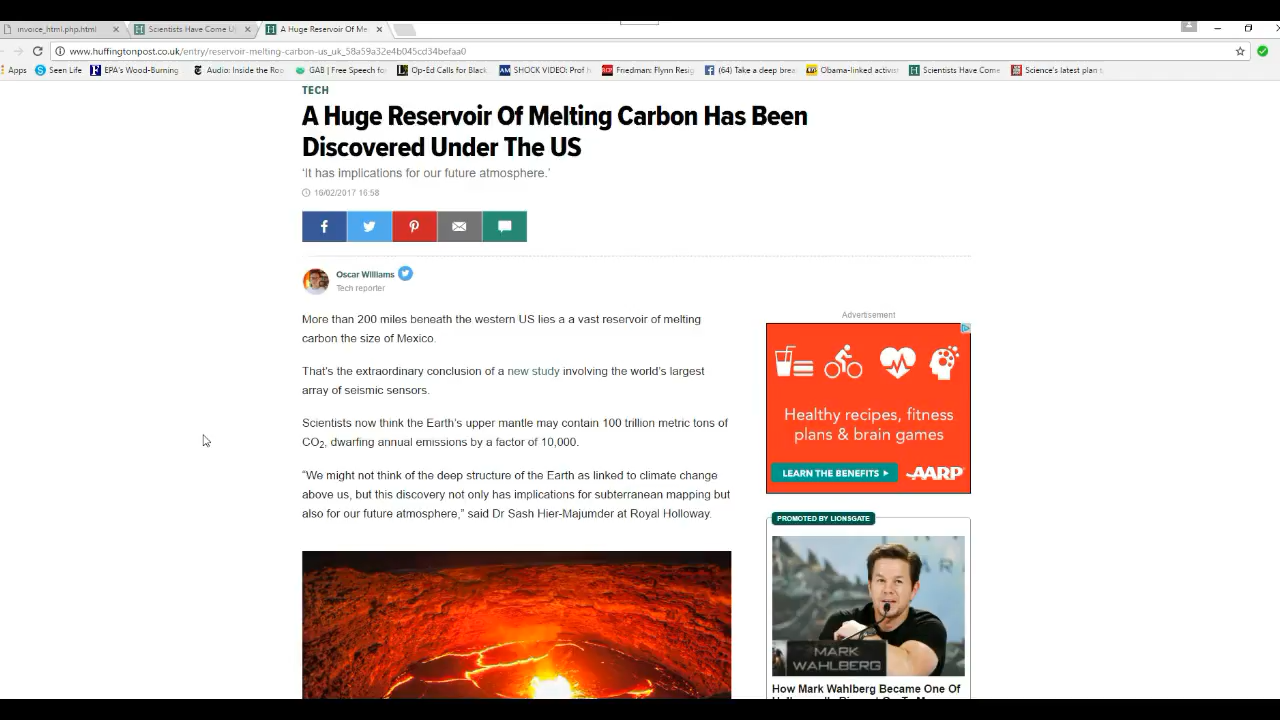 invoice_html.php.html
Scientists Have Come U
A Huge Reservoir Of Me
www.huffingtonpost.co.uk/entry/reservoir-melting-carbon-us_uk_58a59a32e4b045cd34befaa0
Apps
Seen Life
EPA's Wood-Burning
Audio: Inside the Roo
GAB | Free Speech fo
Op-Ed Calls for Black
SHOCK VIDEO: Prof h
Friedman: Flynn Resig
(64) Take a deep brea
Obama-linked activis
Scientists Have Come
Science's latest plan t
TECH
A Huge Reservoir Of Melting Carbon Has Been
Discovered Under The US
'It has implications for our future atmosphere.'
16/02/2017 16:58
Oscar Williams
Tech reporter
More than 200 miles beneath the western US lies a a vast reservoir of melting
carbon the size of Mexico.
That's the extraordinary conclusion of a new study involving the world's largest
array of seismic sensors.
Scientists now think the Earth's upper mantle may contain 100 trillion metric tons of
CO2, dwarfing annual emissions by a factor of 10,000.
“We might not think of the deep structure of the Earth as linked to climate change
above us, but this discovery not only has implications for subterranean mapping but
also for our future atmosphere,” said Dr Sash Hier-Majumder at Royal Holloway.
Advertisement
Healthy recipes, fitness
plans & brain games
LEARN THE BENEFITS
AARP
PROMOTED BY LIONSGATE
MARK
WAHLBERG
How Mark Wahlberg Became One Of